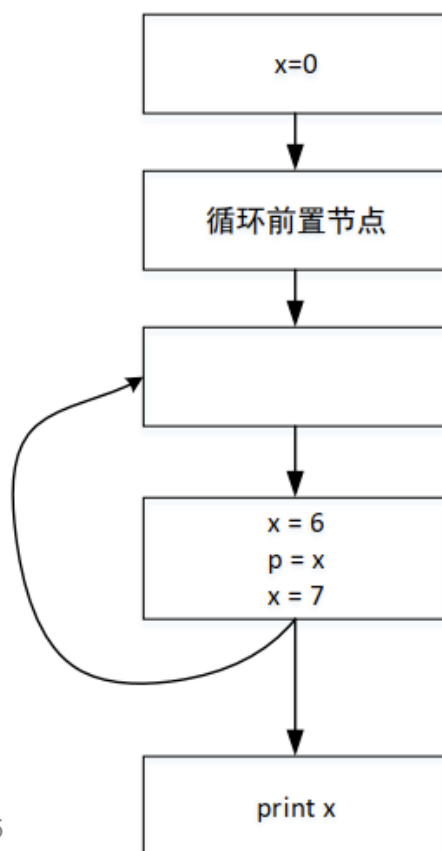 x=0
循环前置节点
x = 6
p = x
x = 7
print x